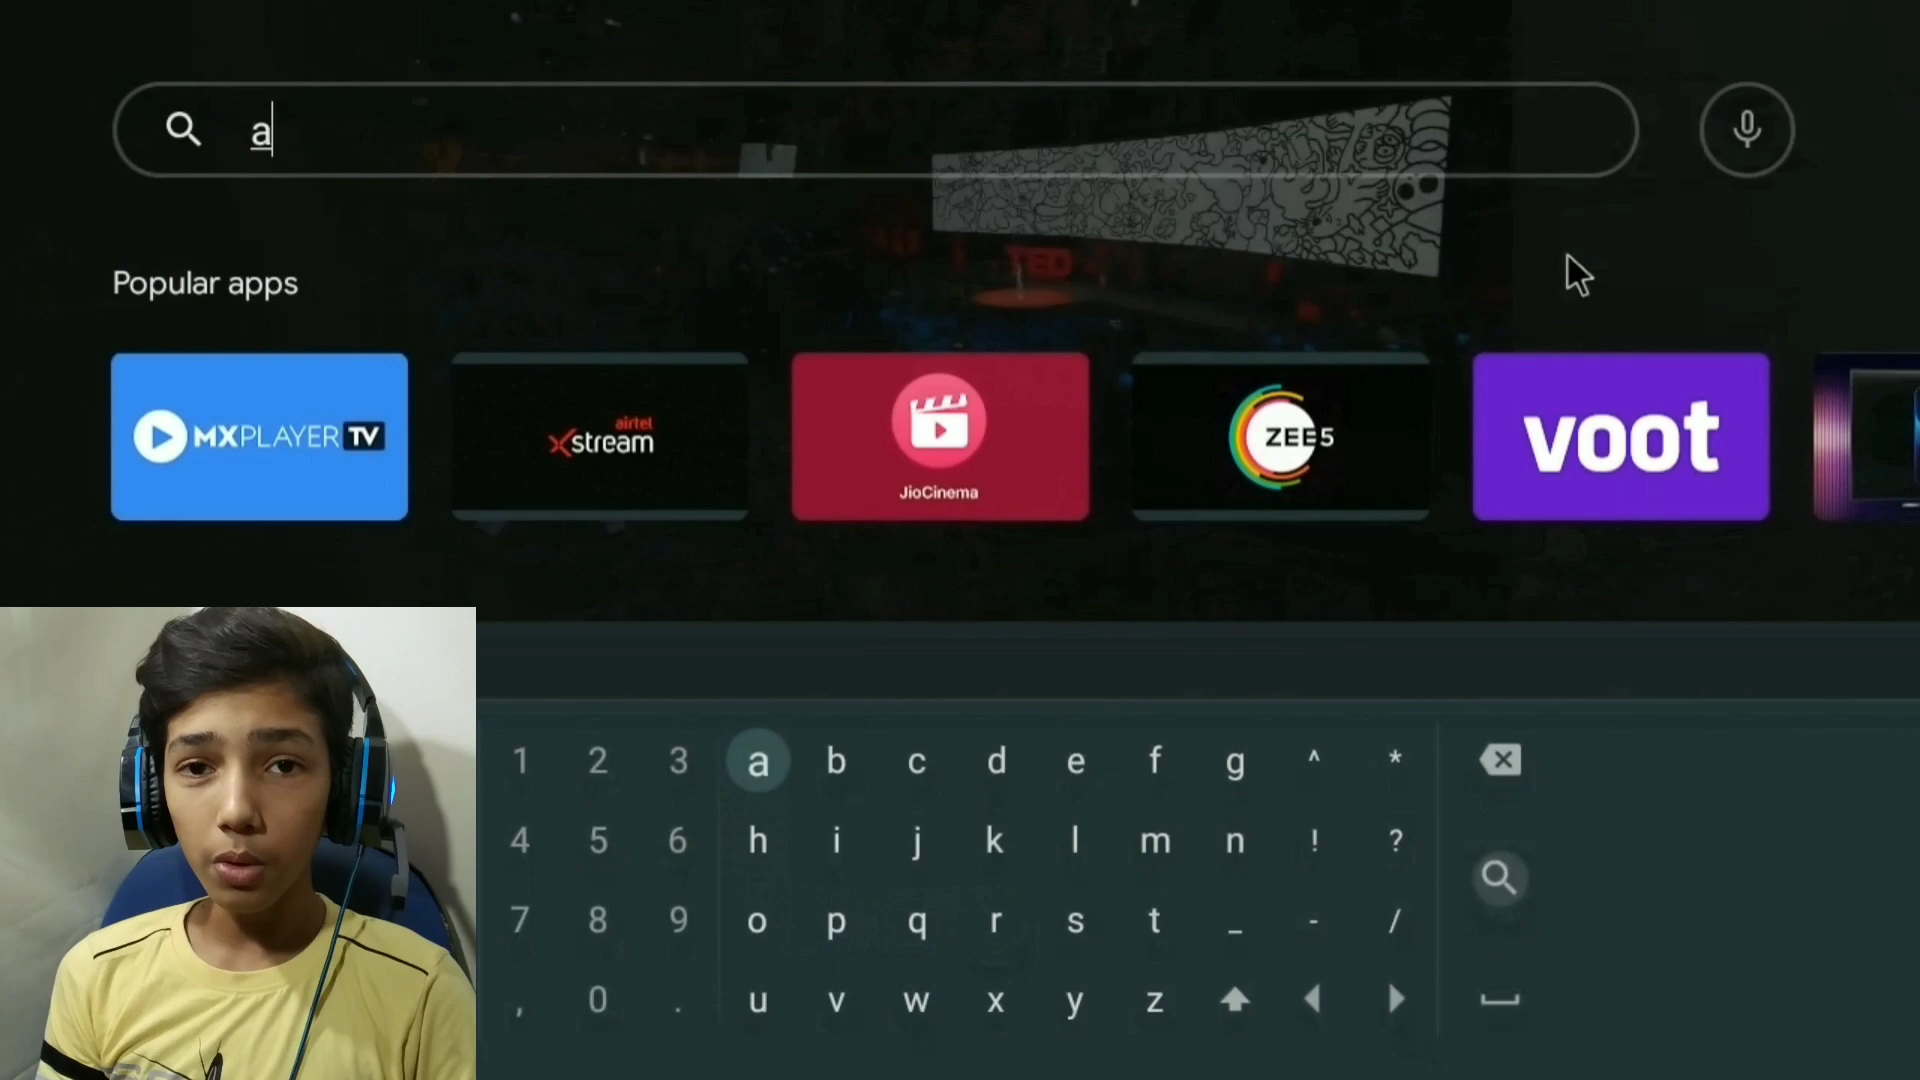 a
TED
Popular apps
MXPLAYER TV
airtel
Xstream
JioCinema
ZEE5
voot
1 2 3 a b c d e f g ^ *
4 5 6 h i j k l m n ! ?
7 8 9 o p q r s t _ - /
, 0 . u v w x y z